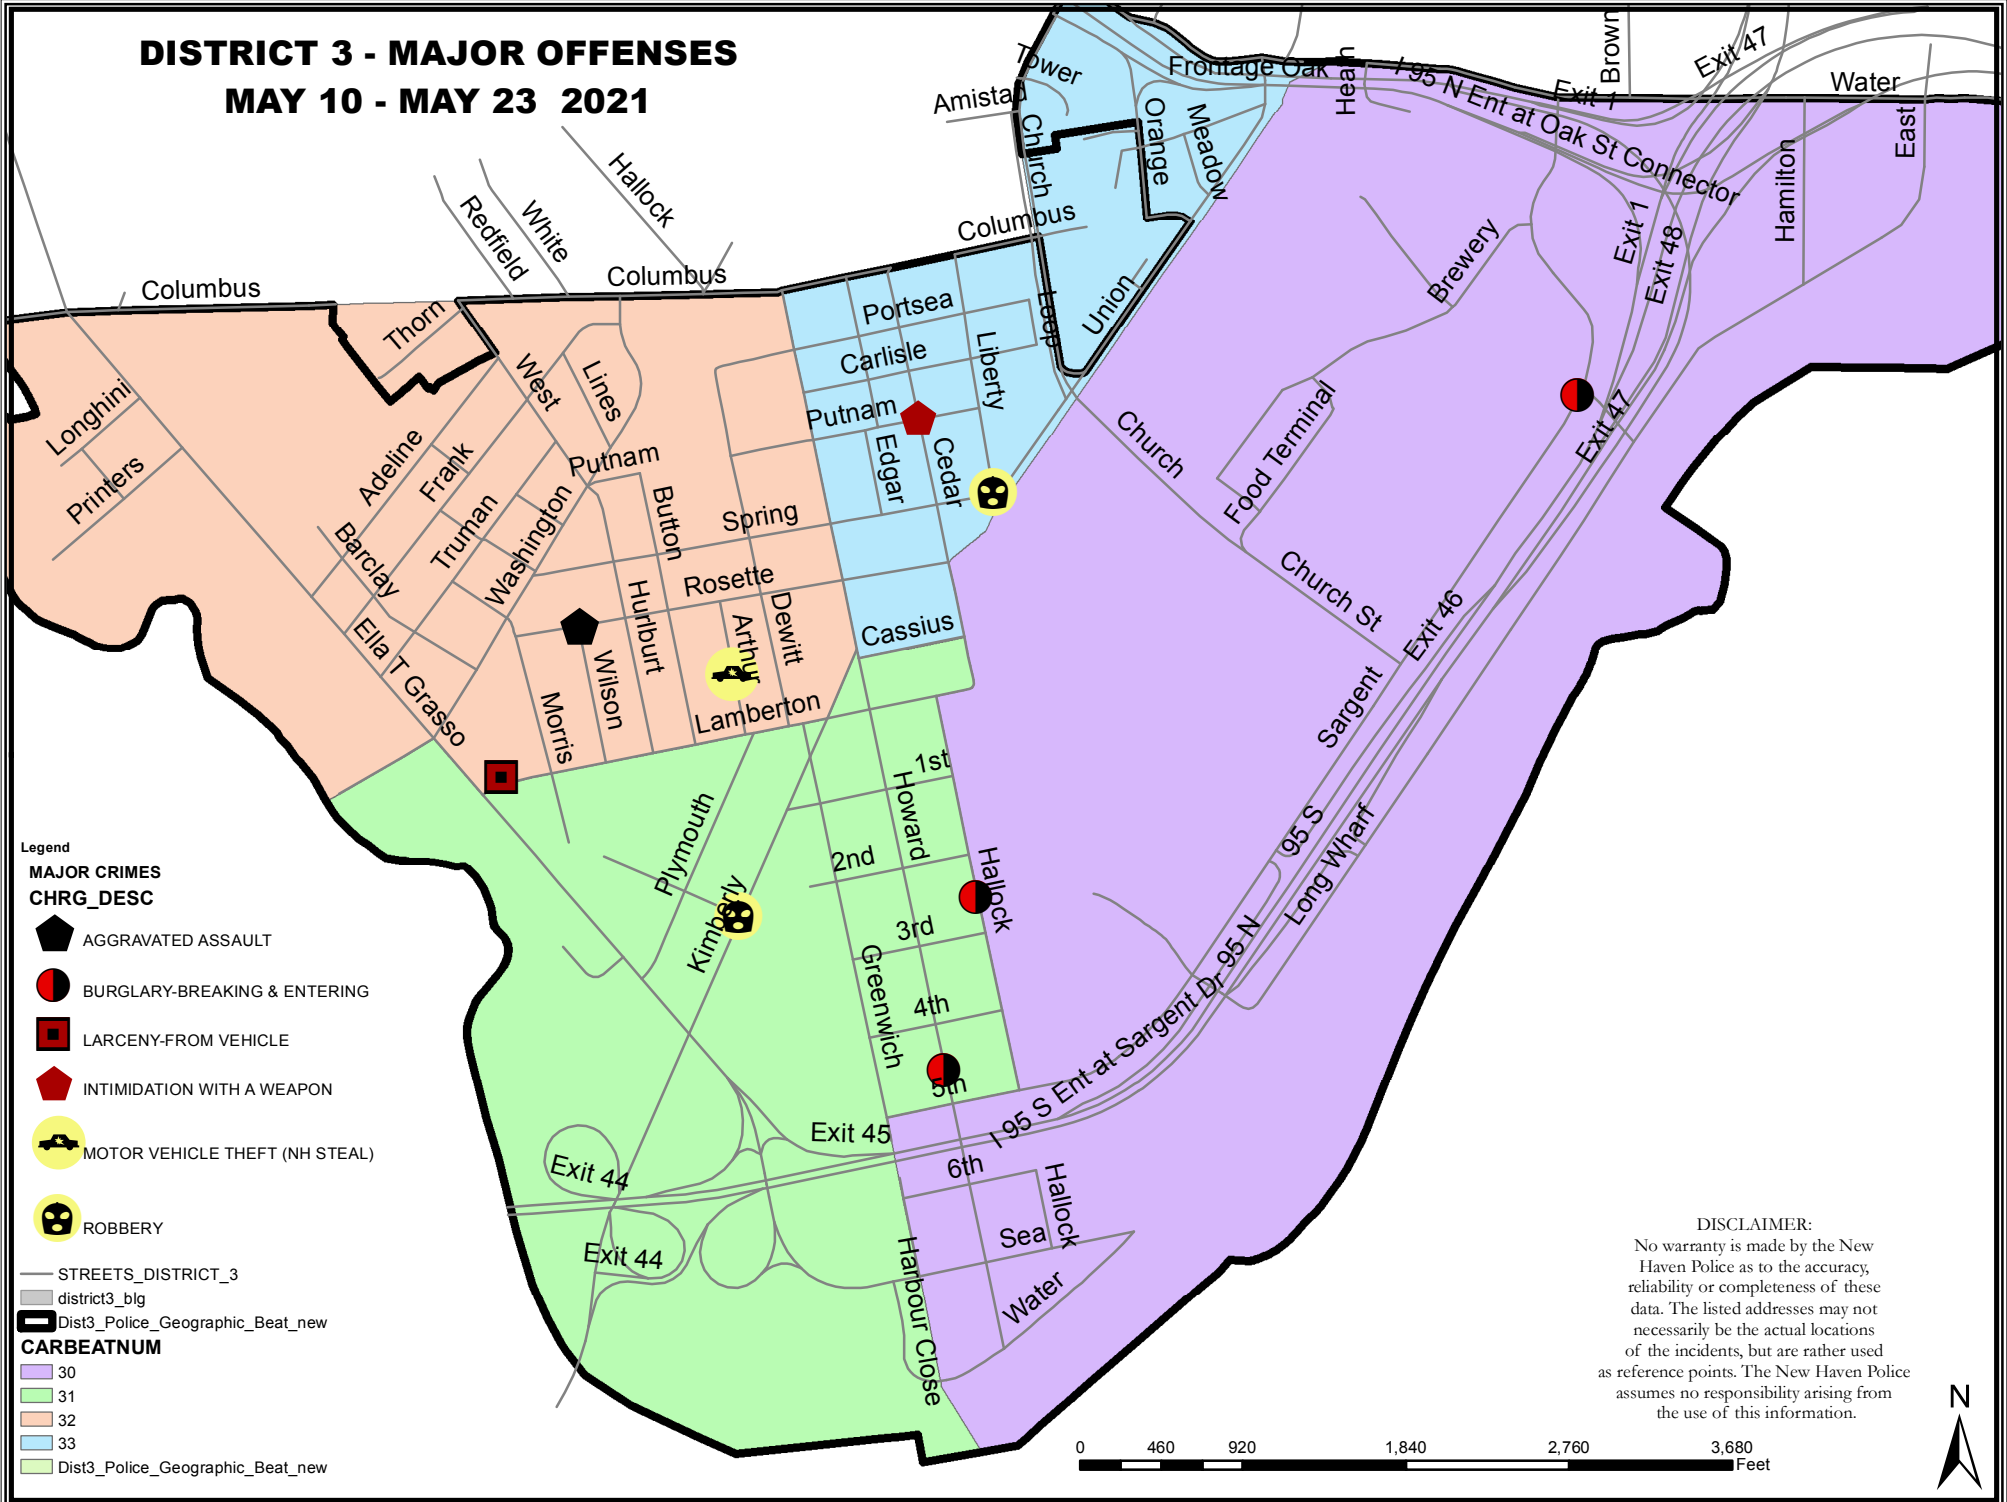 DISTRICT 3 - MAJOR OFFENSES
MAY 10 - MAY 23 2021
Tower
Amistad
Church
Orange
Meadow
Frontage Oak
Heath
I 95 N Ent at Oak St Connector
Exit 1
Brown
Exit 47
Water
East
Hamilton
Exit 1
Exit 48
Brewery
Hallock
White
Redfield
Columbus
Columbus
Columbus
Thorn
Portsea
Carlisle
Putnam
Liberty
Loop
Union
Edgar
Cedar
Longhini
Printers
West
Lines
Adeline
Frank
Putnam
Truman
Washington
Barclay
Button
Spring
Rosette
Hurlburt
Arthur
Dewitt
Cassius
Ella T Grasso
Wilson
Morris
Lamberton
Church
Food Terminal
Church St
Exit 47
Exit 46
Sargent
95 S
Long Wharf
95 N
I 95 S Ent at Sargent Dr
1st
Howard
2nd
Hallock
3rd
Plymouth
Kimberly
Greenwich
4th
5th
Exit 45
6th
Exit 44
Hallock
Sea
Exit 44
Harbour Close
Water
Legend
MAJOR CRIMES
CHRG_DESC
AGGRAVATED ASSAULT
BURGLARY-BREAKING & ENTERING
LARCENY-FROM VEHICLE
INTIMIDATION WITH A WEAPON
MOTOR VEHICLE THEFT (NH STEAL)
ROBBERY
STREETS_DISTRICT_3
district3_blg
Dist3_Police_Geographic_Beat_new
CARBEATNUM
30
31
32
33
Dist3_Police_Geographic_Beat_new
DISCLAIMER:
No warranty is made by the New
Haven Police as to the accuracy,
reliability or completeness of these
data. The listed addresses may not
necessarily be the actual locations
of the incidents, but are rather used
as reference points. The New Haven Police
assumes no responsibility arising from
the use of this information.
N
0 460 920 1,840 2,760 3,680
Feet